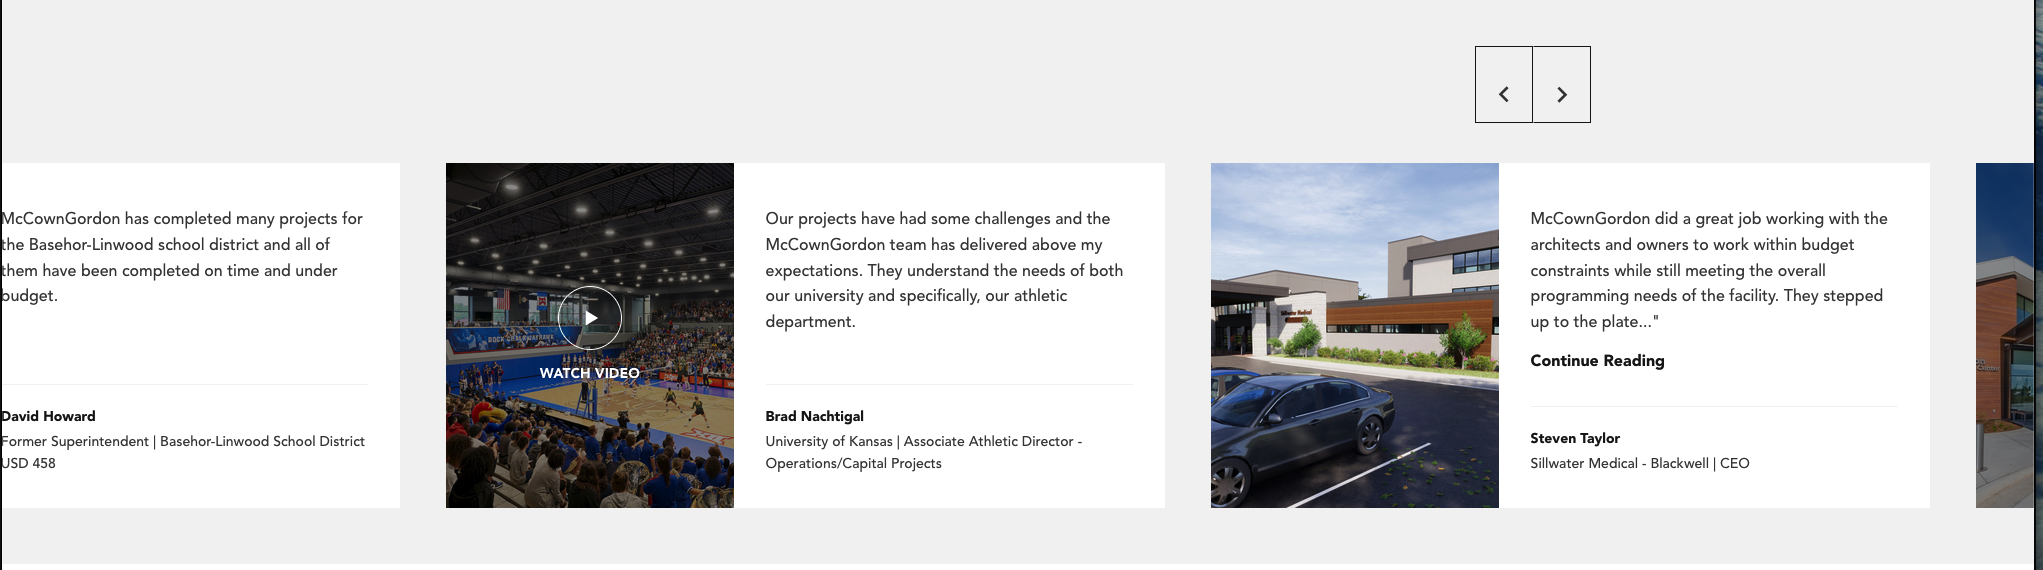 McCownGordon has completed many projects for
the Basehor-Linwood school district and all of
them have been completed on time and under
budget.
David Howard
Former Superintendent | Basehor-Linwood School District
USD 458
ROCK CHALK JAYHAWK
WATCH VIDEO
Our projects have had some challenges and the
McCownGordon team has delivered above my
expectations. They understand the needs of both
our university and specifically, our athletic
department.
Brad Nachtigal
University of Kansas | Associate Athletic Director -
Operations/Capital Projects
Stillwater Medical
McCownGordon did a great job working with the
architects and owners to work within budget
constraints while still meeting the overall
programming needs of the facility. They stepped
up to the plate..."
Continue Reading
Steven Taylor
Sillwater Medical - Blackwell | CEO